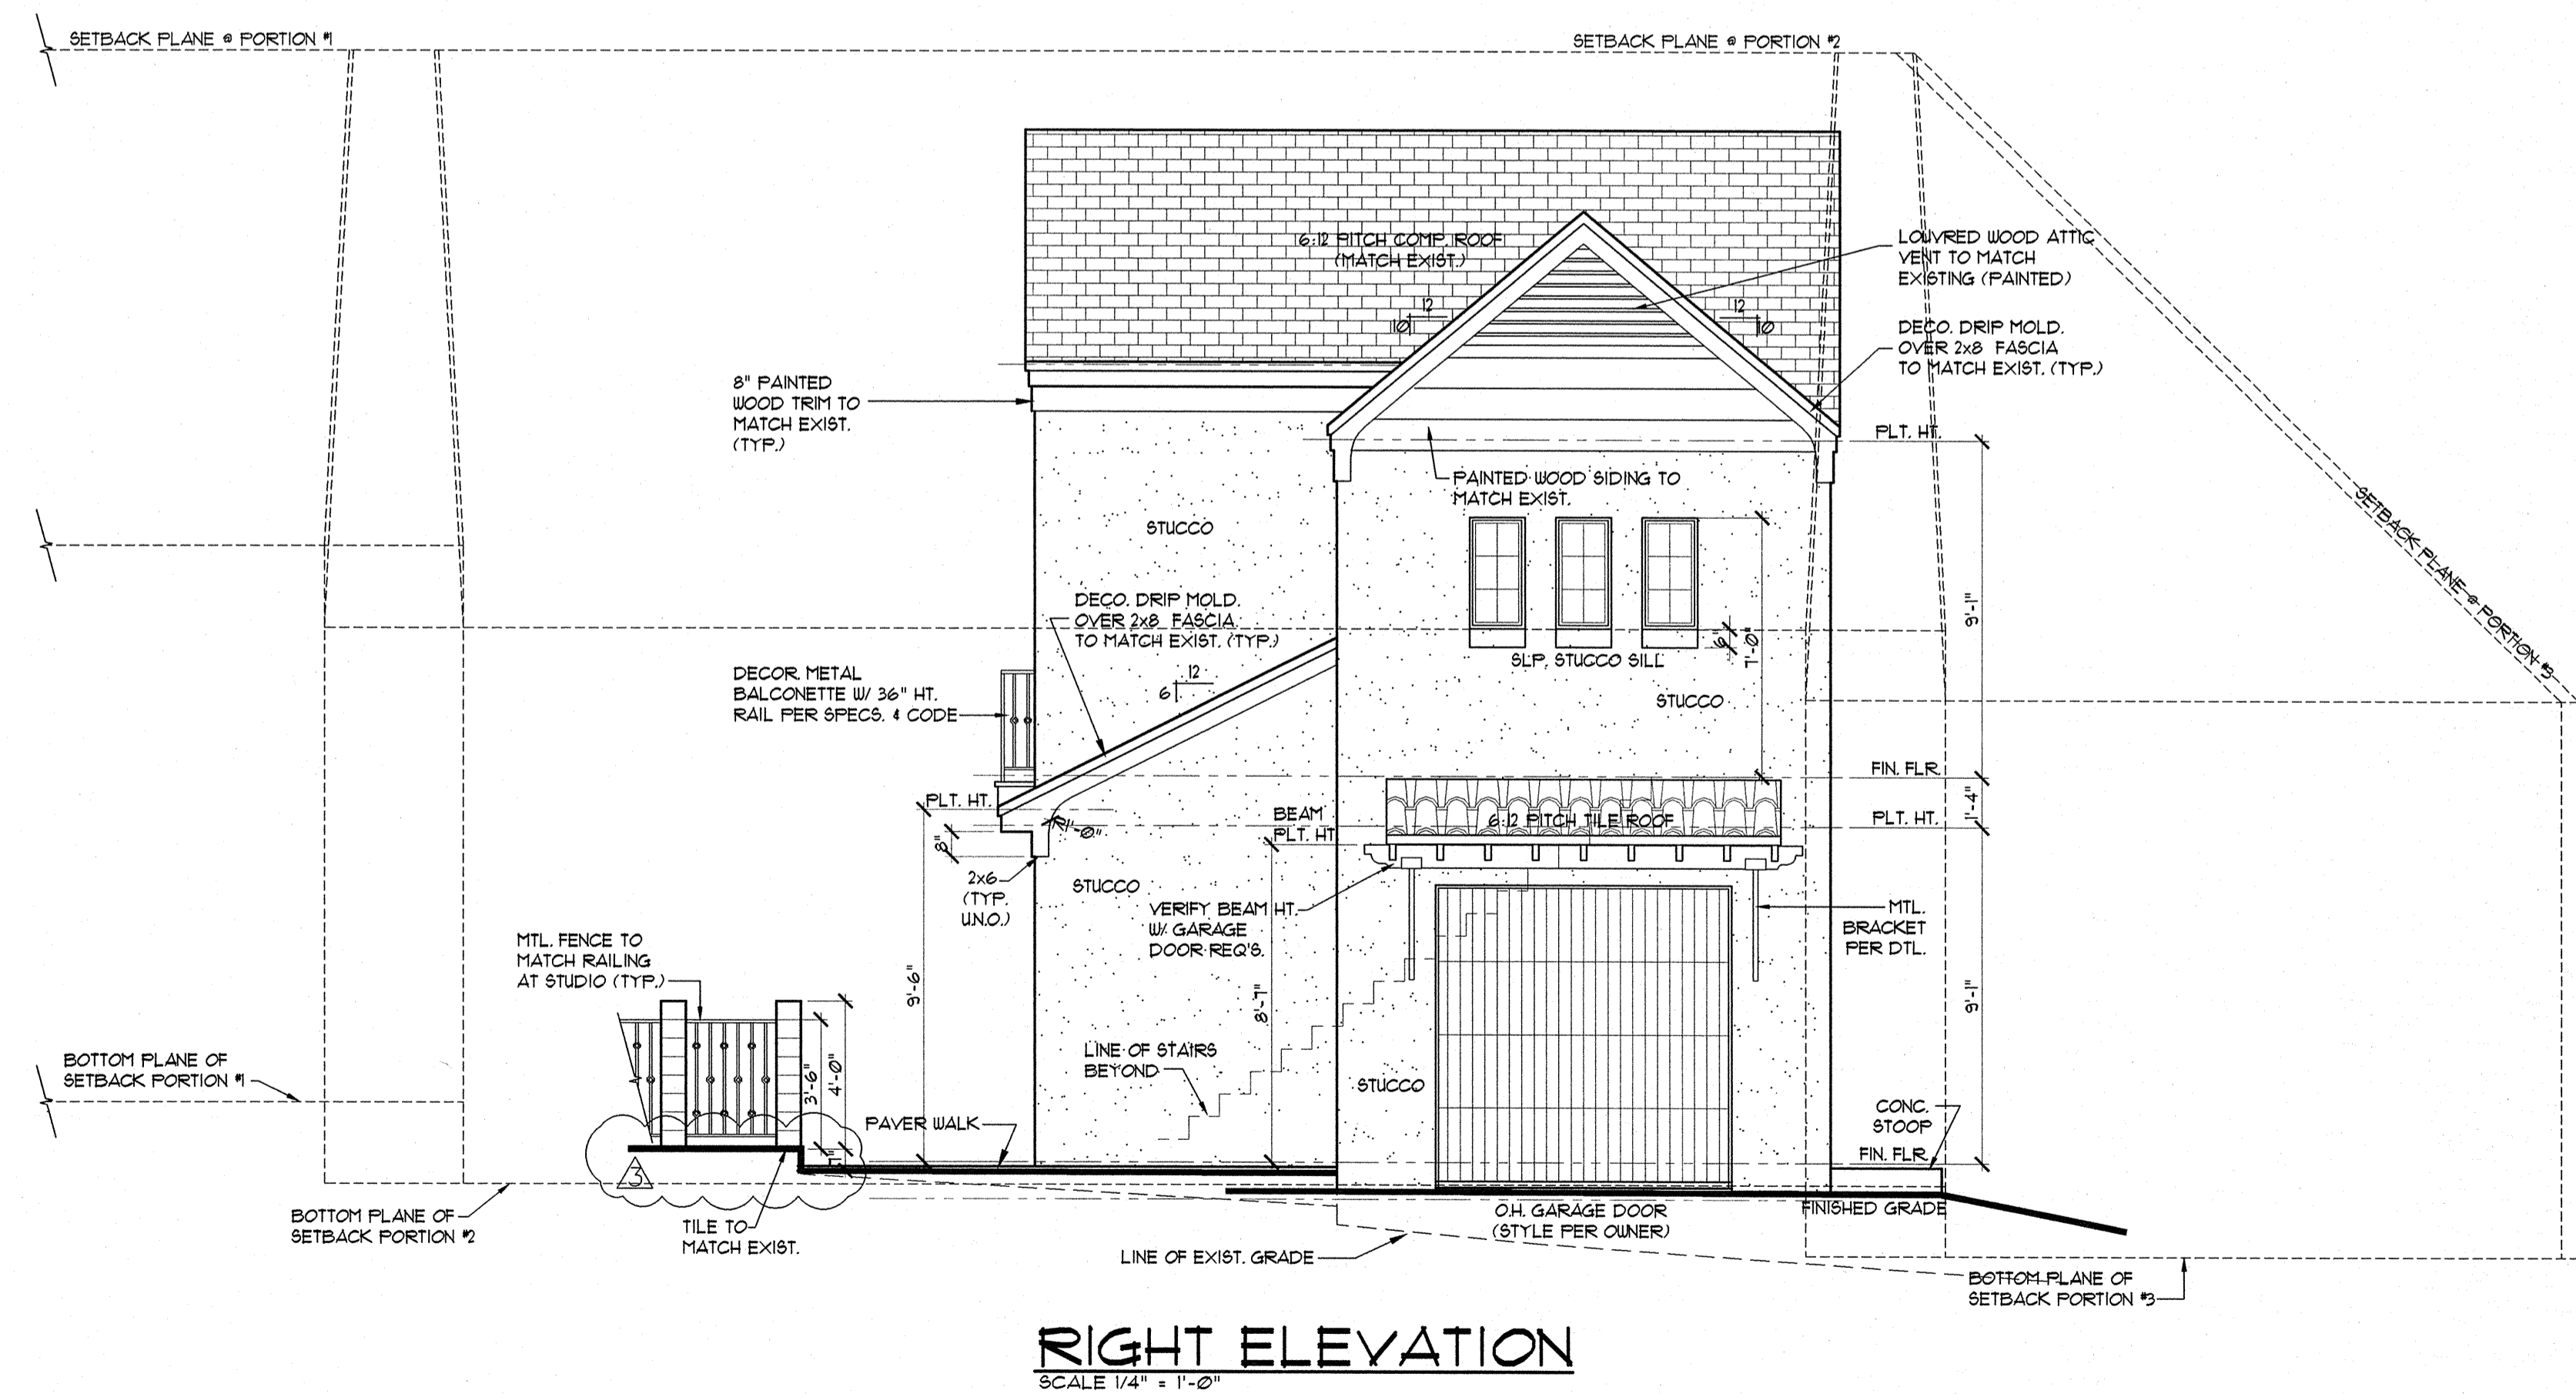 SETBACK PLANE @ PORTION #1
SETBACK PLANE @ PORTION #2
6:12 PITCH COMP. ROOF
(MATCH EXIST.)
LOUVRED WOOD ATTIC
VENT TO MATCH
EXISTING (PAINTED)
12
10
12
10
DECO. DRIP MOLD.
OVER 2x8 FASCIA
TO MATCH EXIST. (TYP.)
8" PAINTED
WOOD TRIM TO
MATCH EXIST.
(TYP.)
PLT. HT.
PAINTED WOOD SIDING TO
MATCH EXIST.
SETBACK PLANE @ PORTION #3
STUCCO
DECO. DRIP MOLD.
OVER 2x8 FASCIA
TO MATCH EXIST. (TYP.)
9'-1"
6"
7'-0"
SLP. STUCCO SILL
12
6
DECOR. METAL
BALCONETTE W/ 36" HT.
RAIL PER SPECS. & CODE
STUCCO
FIN. FLR.
1'-4"
PLT. HT.
PLT. HT.
BEAM
PLT. HT.
6:12 PITCH TILE ROOF
R1'-0"
8"
2x6
(TYP.
U.N.O.)
STUCCO
VERIFY BEAM HT.
W/ GARAGE
DOOR REQ'S.
MTL.
BRACKET
PER DTL.
MTL. FENCE TO
MATCH RAILING
AT STUDIO (TYP.)
9'-6"
8'-7"
9'-1"
LINE OF STAIRS
BEYOND
BOTTOM PLANE OF
SETBACK PORTION #1
3'-6"
4'-0"
STUCCO
PAVER WALK
CONC.
STOOP
FIN. FLR.
7"
3
BOTTOM PLANE OF
SETBACK PORTION #2
TILE TO
MATCH EXIST.
O.H. GARAGE DOOR
(STYLE PER OWNER)
FINISHED GRADE
LINE OF EXIST. GRADE
BOTTOM PLANE OF
SETBACK PORTION #3
RIGHT ELEVATION
SCALE 1/4" = 1'-0"